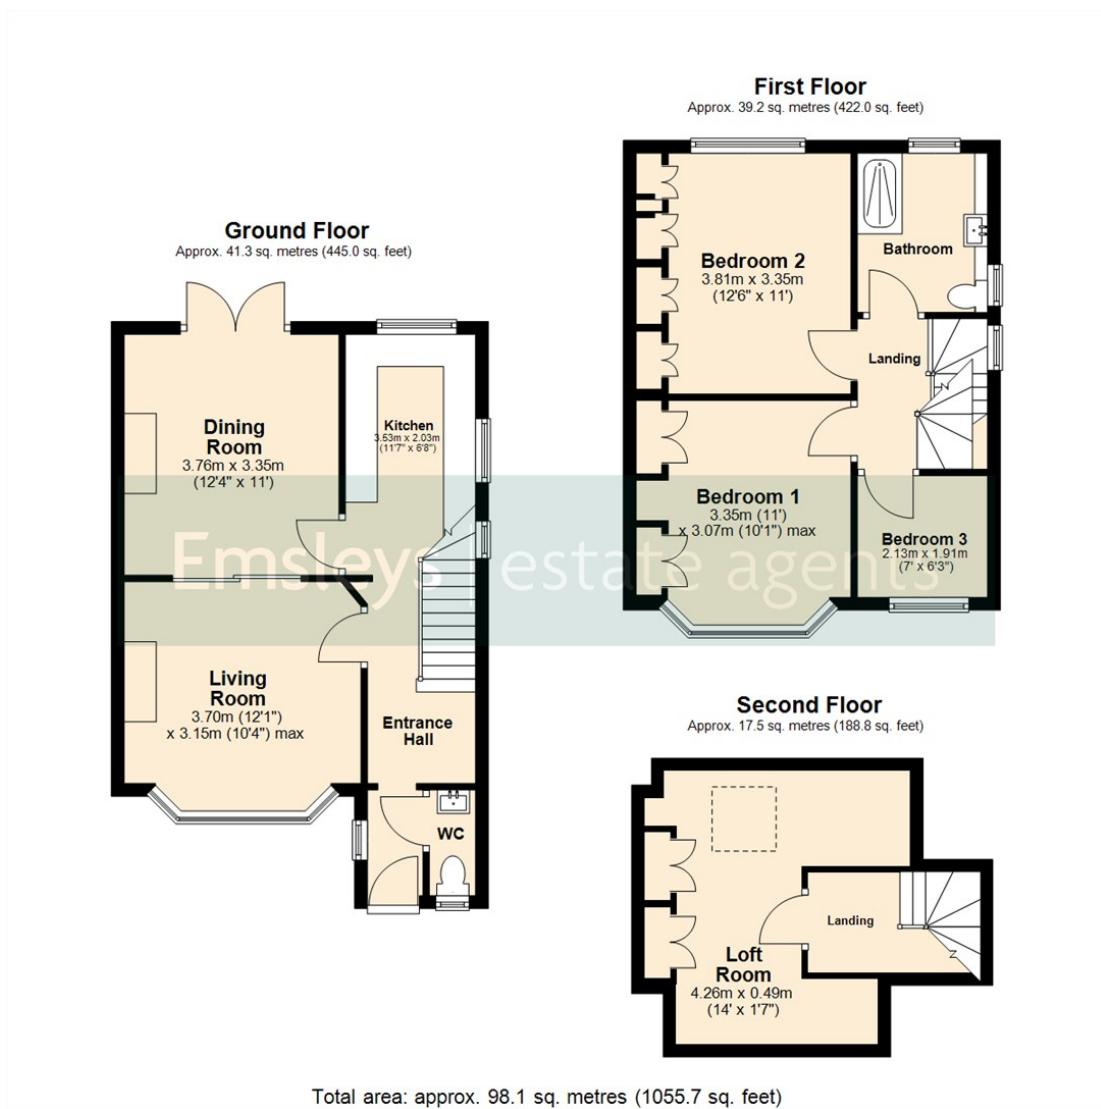 First Floor
Approx. 39.2 sq. metres (422.0 sq. feet)
Bedroom 2
3.81m x 3.35m
(12'6" x 11')
Bathroom
Landing
Bedroom 1
3.35m (11')
x 3.07m (10'1") max
Bedroom 3
2.13m x 1.91m
(7' x 6'3")
Ground Floor
Approx. 41.3 sq. metres (445.0 sq. feet)
Dining
Room
3.76m x 3.35m
(12'4" x 11')
Kitchen
3.53m x 2.03m
(11'7" x 6'8")
Emsleys | estate agents
Living
Room
3.70m (12'1")
x 3.15m (10'4") max
Entrance
Hall
WC
Second Floor
Approx. 17.5 sq. metres (188.8 sq. feet)
Landing
Loft
Room
4.26m x 0.49m
(14' x 1'7")
Total area: approx. 98.1 sq. metres (1055.7 sq. feet)